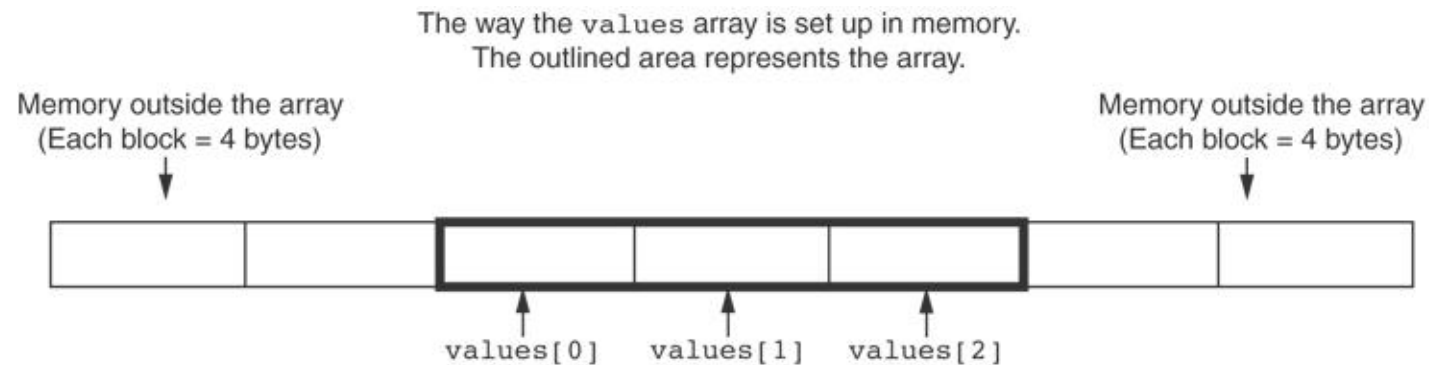 The way the values array is set up in memory.
The outlined area represents the array.
Memory outside the array
(Each block = 4 bytes)
Memory outside the array
(Each block = 4 bytes)
values[0]
values[1]
values[2]